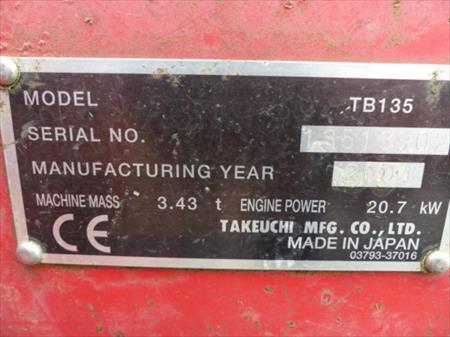 MODEL TB135
SERIAL NO.
MANUFACTURING YEAR
MACHINE MASS 3.43 t ENGINE POWER 20.7 kW
CE TAKEUCHI MFG. CO., LTD.
MADE IN JAPAN
03793-37016